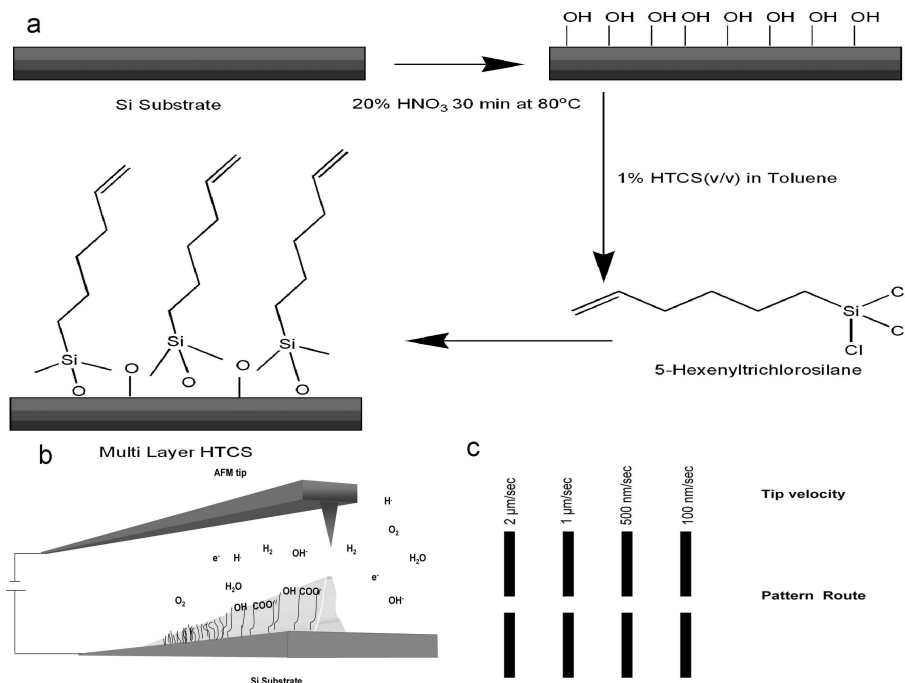 a
OH OH OH OH OH OH OH OH
Si Substrate
20% HNO₃ 30 min at 80°C
1% HTCS(v/v) in Toluene
Si
C
C
Cl
5-Hexenyltrichlorosilane
Si Si Si
O O O O O
Multi Layer HTCS
b
AFM tip
H·
O₂
H₂O
e⁻ H· H₂ OH· H₂
e⁻
OH·
O₂ H₂O OH COO OH COO
Si Substrate
c
2 µm/sec
1 µm/sec
500 nm/sec
100 nm/sec
Tip velocity
Pattern Route